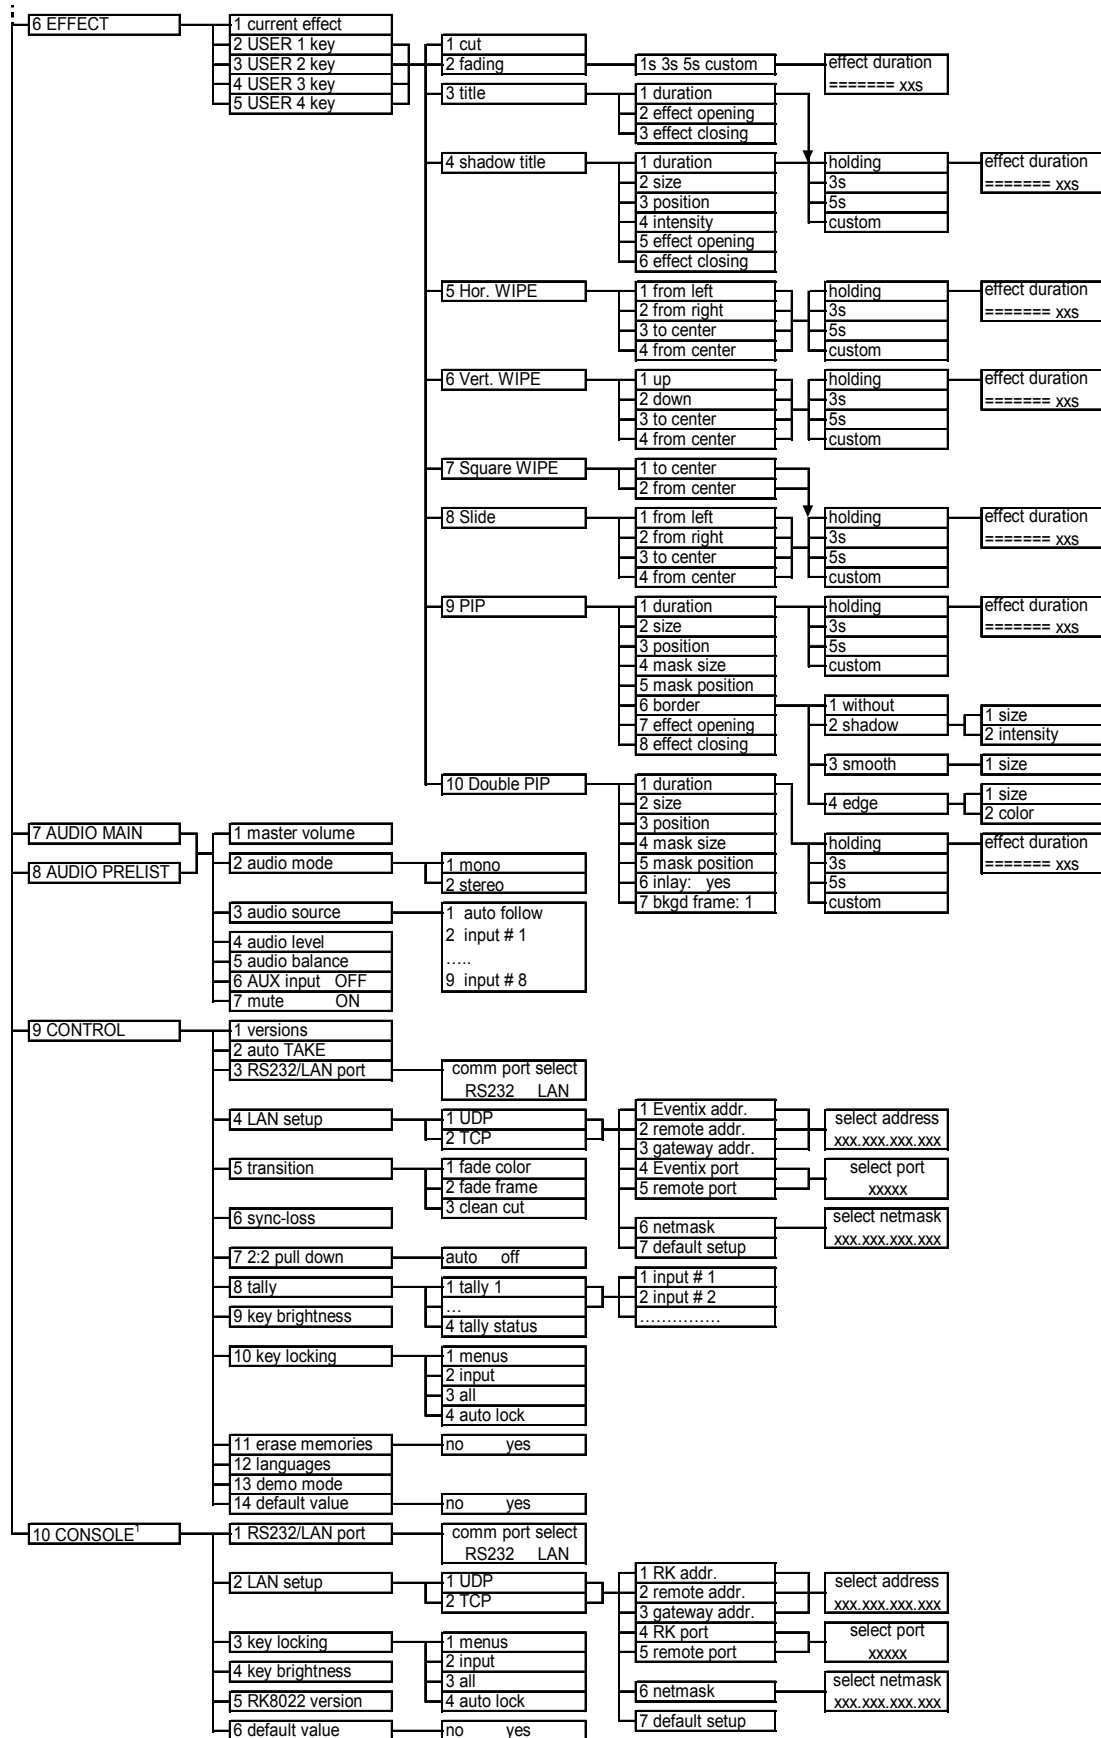 6 EFFECT
1 current effect
2 USER 1 key
3 USER 2 key
4 USER 3 key
5 USER 4 key
1 cut
2 fading
1s 3s 5s custom
effect duration
======= xxs
3 title
1 duration
2 effect opening
3 effect closing
4 shadow title
1 duration
2 size
3 position
4 intensity
5 effect opening
6 effect closing
holding
3s
5s
custom
effect duration
======= xxs
5 Hor. WIPE
1 from left
2 from right
3 to center
4 from center
holding
3s
5s
custom
effect duration
======= xxs
6 Vert. WIPE
1 up
2 down
3 to center
4 from center
holding
3s
5s
custom
effect duration
======= xxs
7 Square WIPE
1 to center
2 from center
8 Slide
1 from left
2 from right
3 to center
4 from center
holding
3s
5s
custom
effect duration
======= xxs
9 PIP
1 duration
2 size
3 position
4 mask size
5 mask position
6 border
7 effect opening
8 effect closing
holding
3s
5s
custom
effect duration
======= xxs
1 without
2 shadow
1 size
2 intensity
3 smooth
1 size
4 edge
1 size
2 color
10 Double PIP
1 duration
2 size
3 position
4 mask size
5 mask position
6 inlay: yes
7 bkgd frame: 1
holding
3s
5s
custom
effect duration
======= xxs
7 AUDIO MAIN
8 AUDIO PRELIST
1 master volume
2 audio mode
1 mono
2 stereo
3 audio source
1 auto follow
2 input # 1
.....
9 input # 8
4 audio level
5 audio balance
6 AUX input OFF
7 mute ON
9 CONTROL
1 versions
2 auto TAKE
3 RS232/LAN port
comm port select
RS232 LAN
4 LAN setup
1 UDP
2 TCP
1 Eventix addr.
2 remote addr.
3 gateway addr.
4 Eventix port
5 remote port
select address
xxx.xxx.xxx.xxx
select port
xxxxx
6 netmask
7 default setup
select netmask
xxx.xxx.xxx.xxx
5 transition
1 fade color
2 fade frame
3 clean cut
6 sync-loss
7 2:2 pull down
auto off
8 tally
1 tally 1
...
4 tally status
1 input # 1
2 input # 2
...............
9 key brightness
10 key locking
1 menus
2 input
3 all
4 auto lock
11 erase memories
no yes
12 languages
13 demo mode
14 default value
no yes
10 CONSOLE1
1 RS232/LAN port
comm port select
RS232 LAN
2 LAN setup
1 UDP
2 TCP
1 RK addr.
2 remote addr.
3 gateway addr.
4 RK port
5 remote port
select address
xxx.xxx.xxx.xxx
select port
xxxxx
6 netmask
select netmask
xxx.xxx.xxx.xxx
7 default setup
3 key locking
1 menus
2 input
3 all
4 auto lock
4 key brightness
5 RK8022 version
6 default value
no yes